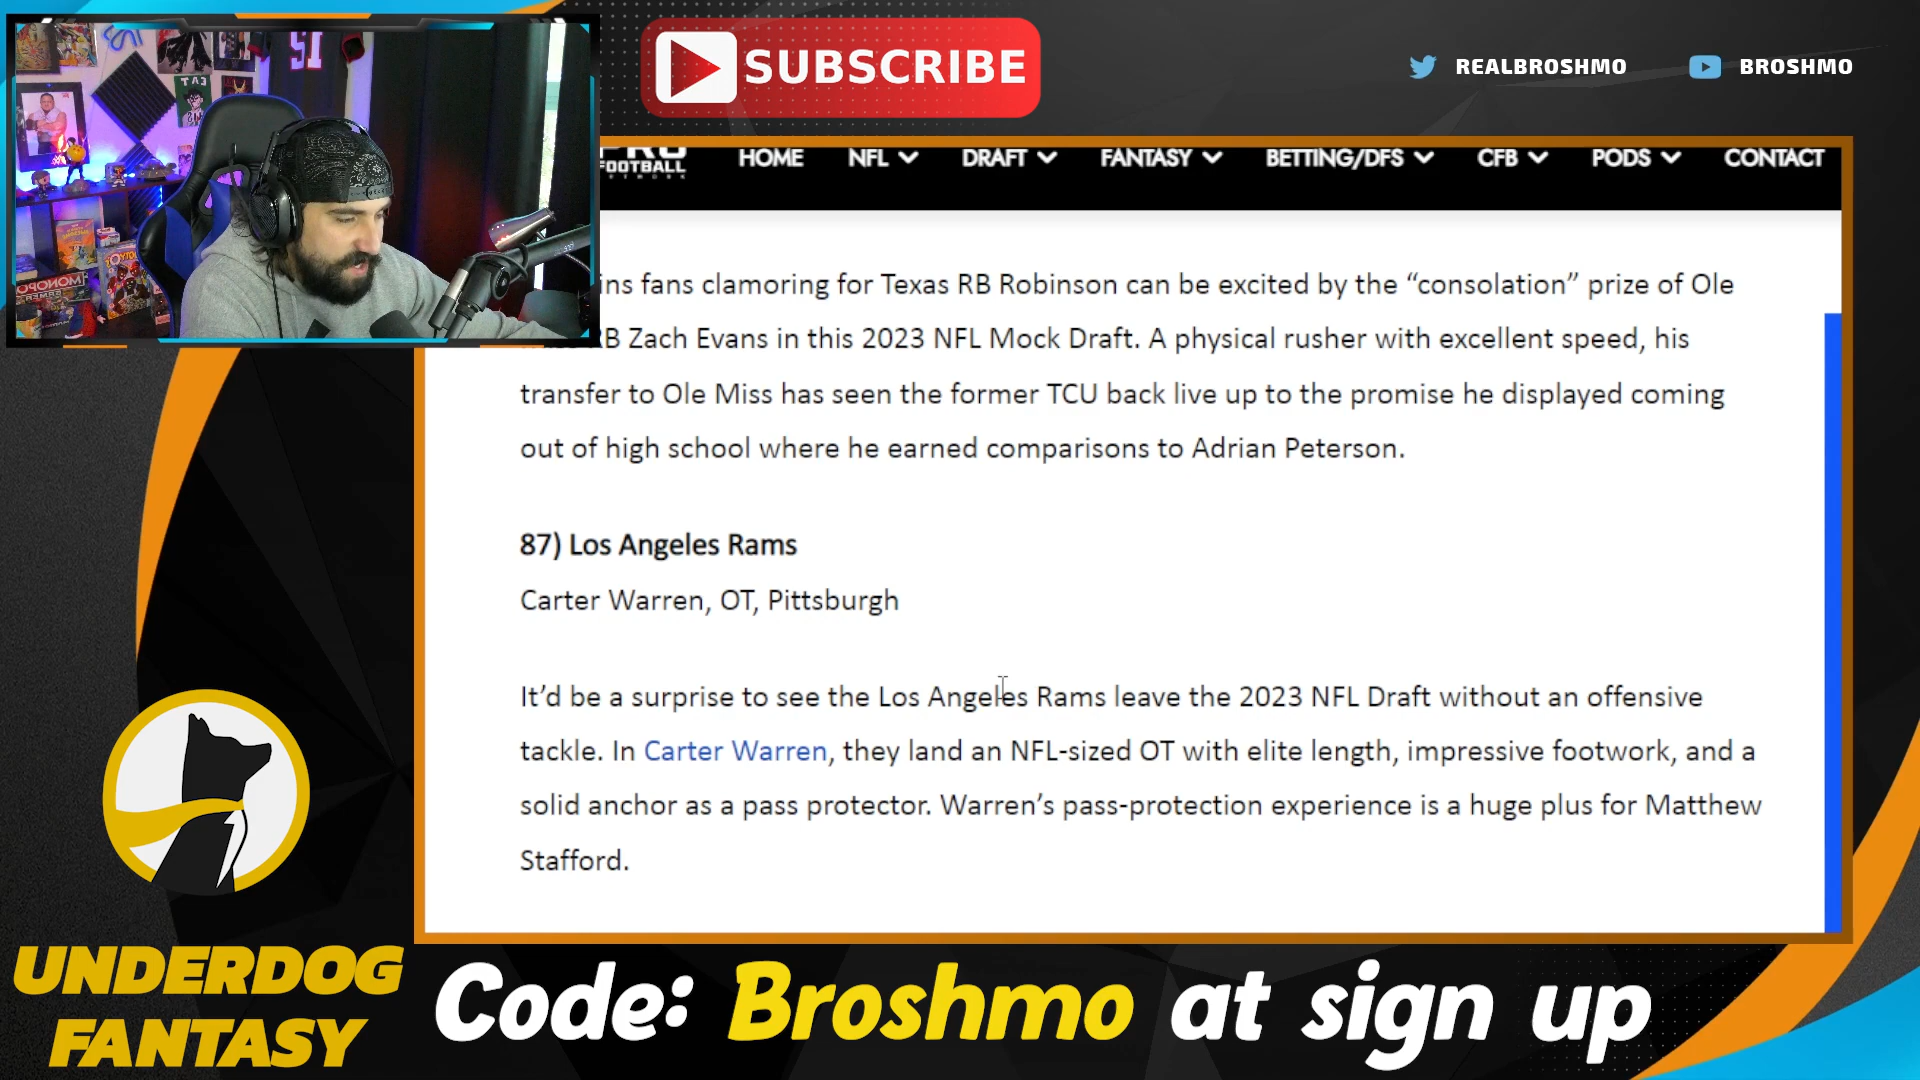 SUBSCRIBE
REALBROSHMO
BROSHMO
FOOTBALL
HOME
NFL
DRAFT
FANTASY
BETTING/DFS
CFB
PODS
CONTACT
ins fans clamoring for Texas RB Robinson can be excited by the “consolation” prize of Ole
RB Zach Evans in this 2023 NFL Mock Draft. A physical rusher with excellent speed, his
transfer to Ole Miss has seen the former TCU back live up to the promise he displayed coming
out of high school where he earned comparisons to Adrian Peterson.
87) Los Angeles Rams
Carter Warren, OT, Pittsburgh
It’d be a surprise to see the Los Angeles Rams leave the 2023 NFL Draft without an offensive
tackle. In Carter Warren, they land an NFL-sized OT with elite length, impressive footwork, and a
solid anchor as a pass protector. Warren’s pass-protection experience is a huge plus for Matthew
Stafford.
UNDERDOG
FANTASY
Code: Broshmo at sign up
MONOPOLY